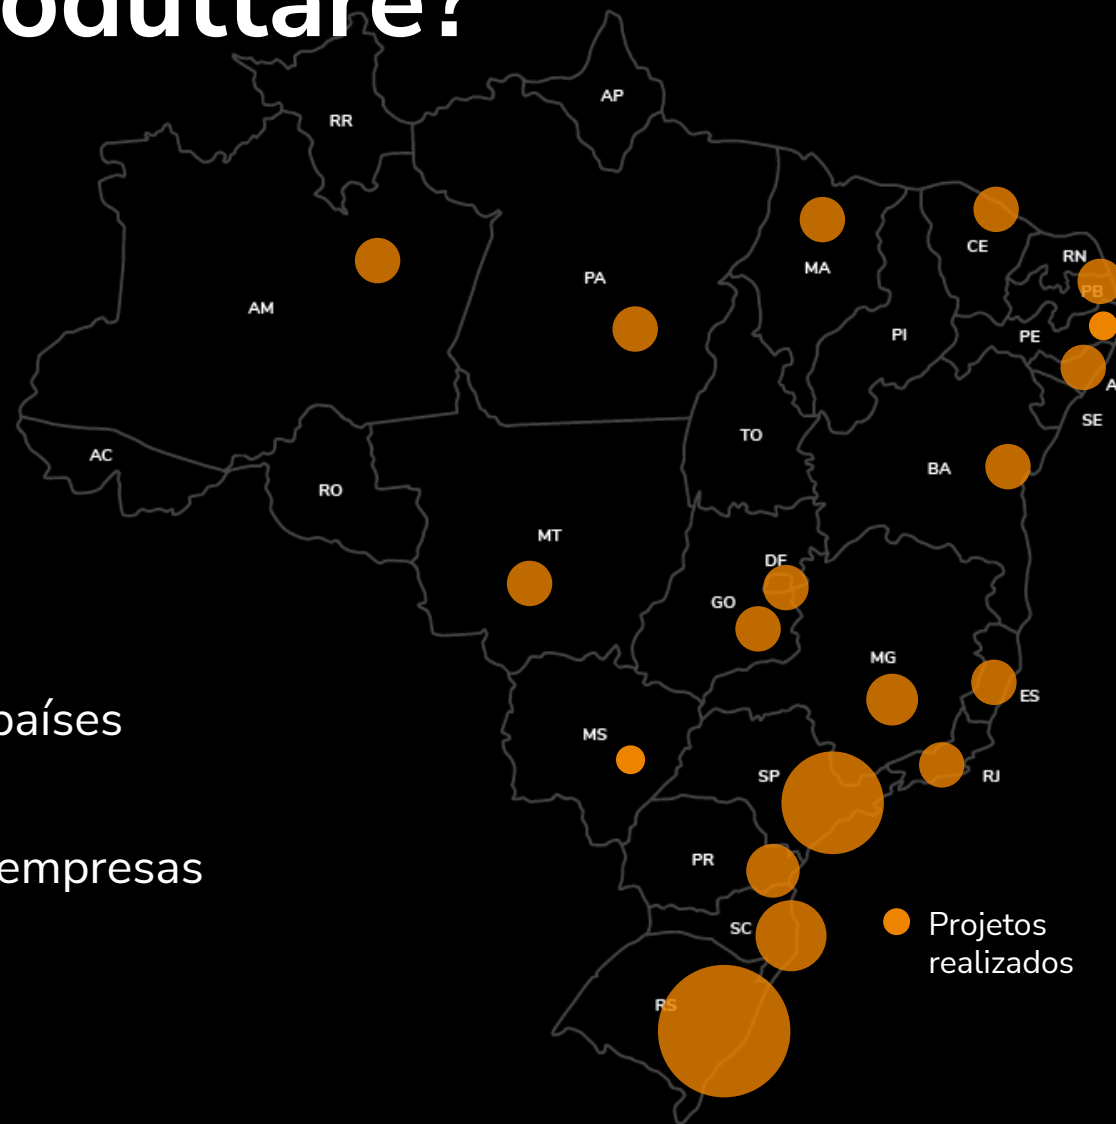 oduttare?
AP
RR
CE
RN
MA
PA
PB
AM
PI
PE
A
SE
TO
AC
BA
RO
MT
DF
GO
MG
ES
países
MS
SP
RJ
PR
empresas
SC
Projetos
realizados
RS